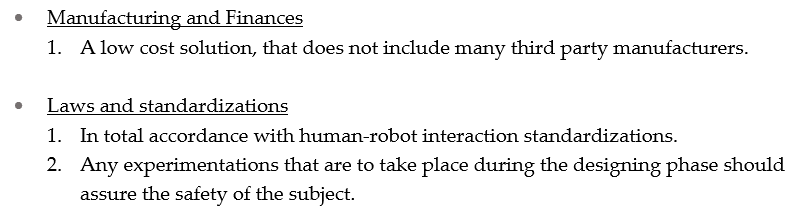 • Manufacturing and Finances
1. A low cost solution, that does not include many third party manufacturers.
• Laws and standardizations
1. In total accordance with human-robot interaction standardizations.
2. Any experimentations that are to take place during the designing phase should
assure the safety of the subject.